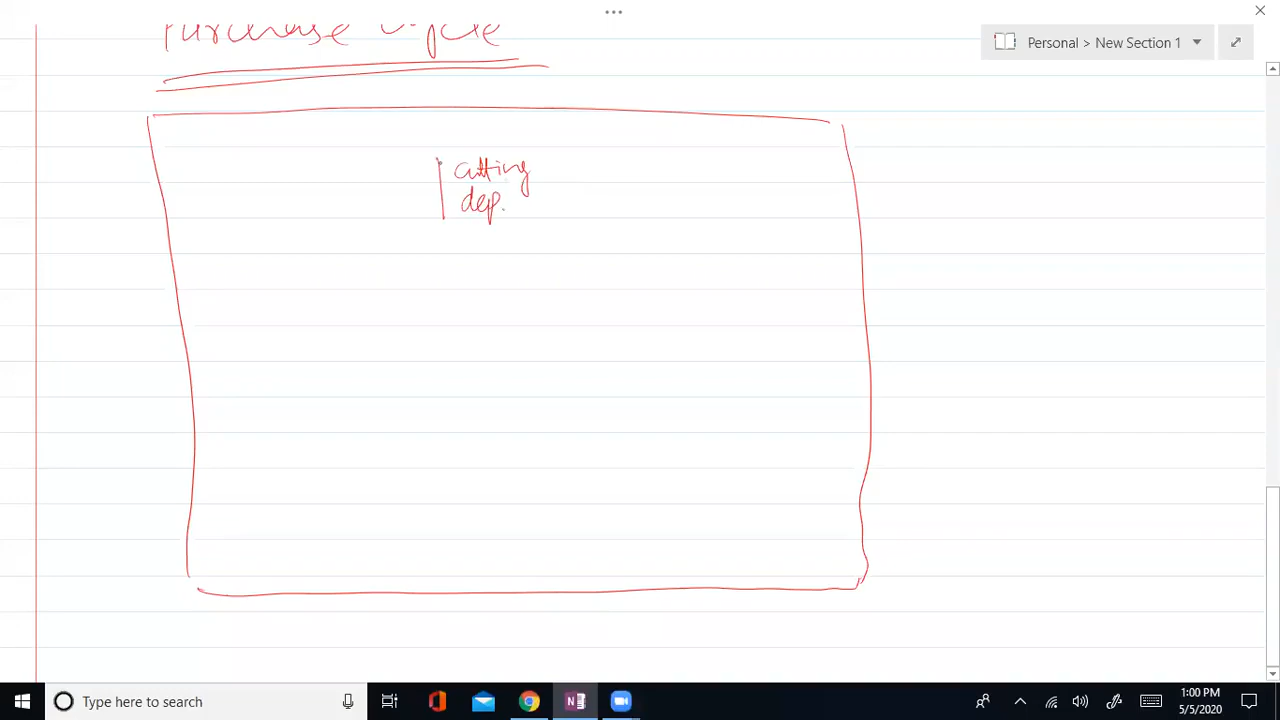 Personal > New Section 1
Purchase Cycle
cutting
dep.
Type here to search
1:00 PM
5/5/2020